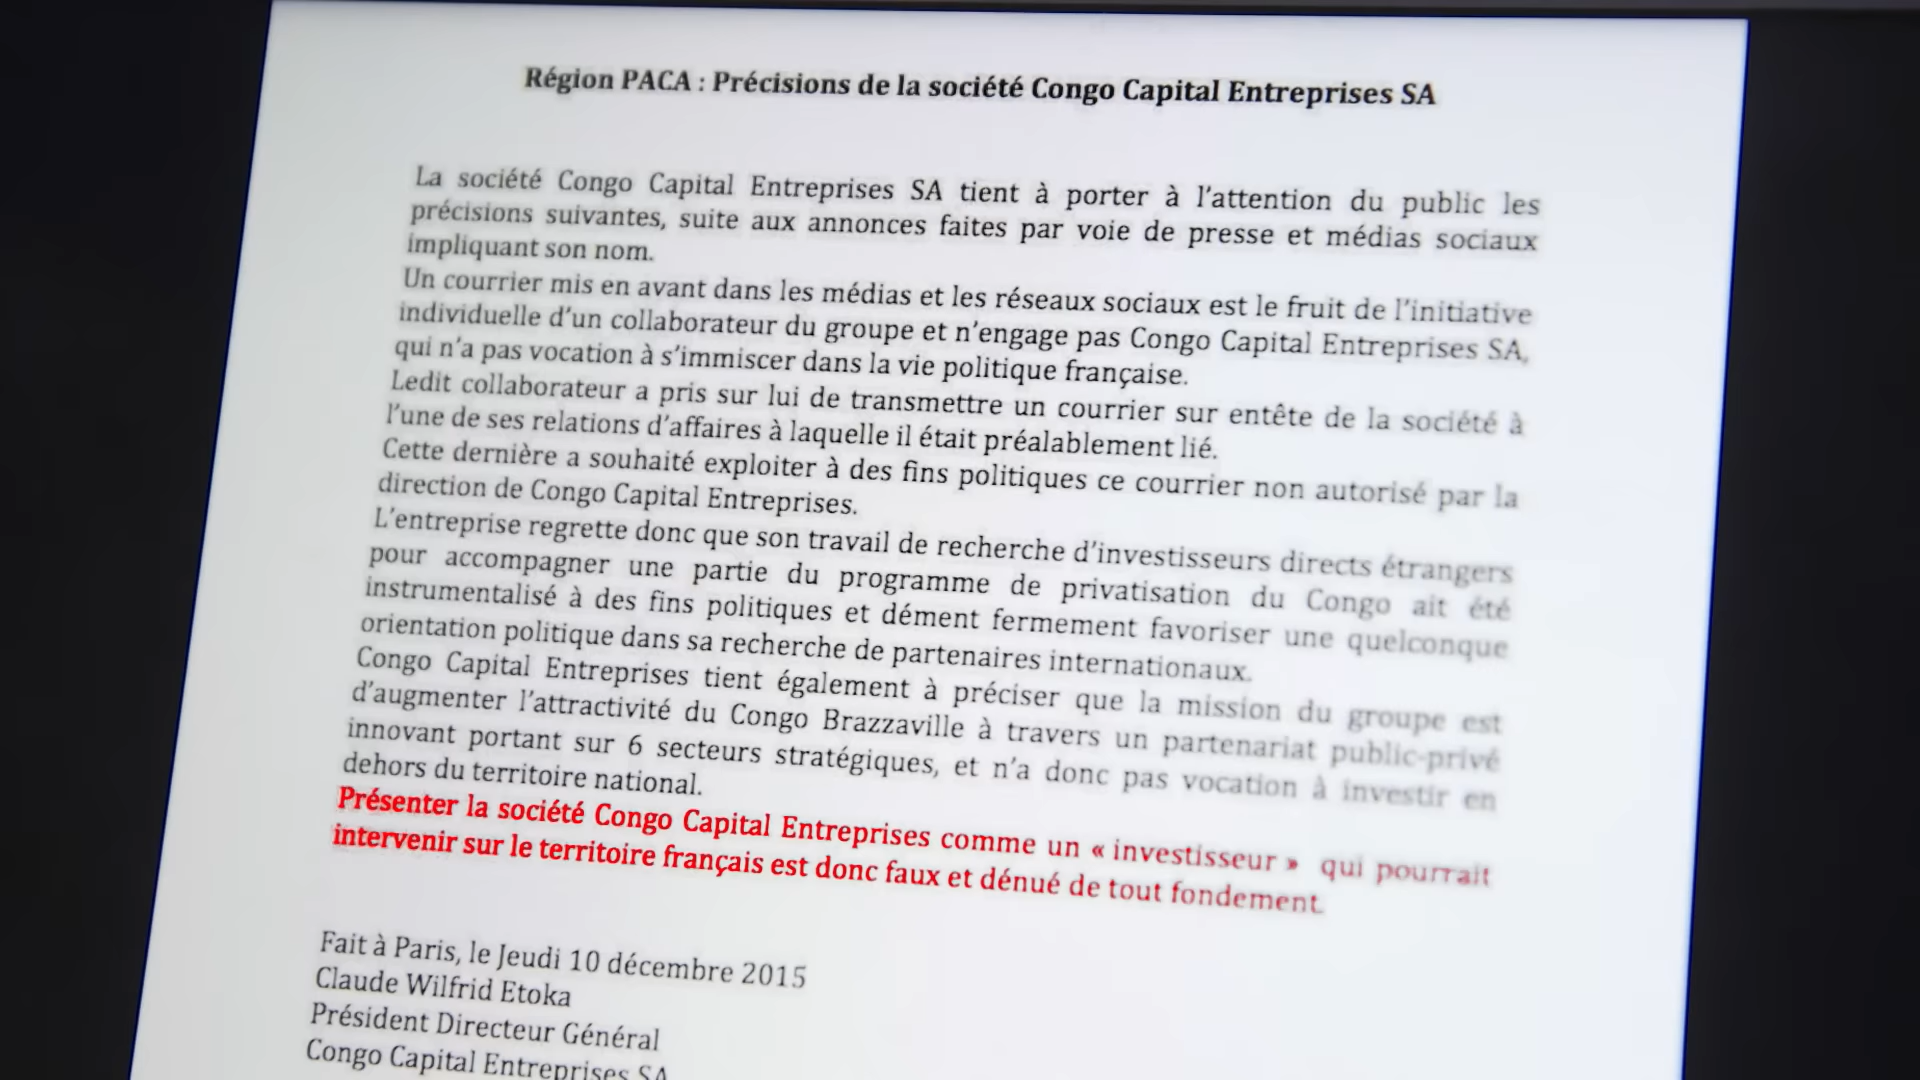 Région PACA : Précisions de la société Congo Capital Entreprises SA
La société Congo Capital Entreprises SA tient à porter à l'attention du public les
précisions suivantes, suite aux annonces faites par voie de presse et médias sociaux
impliquant son nom.
Un courrier mis en avant dans les médias et les réseaux sociaux est le fruit de l'initiative
individuelle d'un collaborateur du groupe et n'engage pas Congo Capital Entreprises SA,
qui n'a pas vocation à s'immiscer dans la vie politique française.
Ledit collaborateur a pris sur lui de transmettre un courrier sur entête de la société à
l'une de ses relations d'affaires à laquelle il était préalablement lié.
Cette dernière a souhaité exploiter à des fins politiques ce courrier non autorisé par la
direction de Congo Capital Entreprises.
L'entreprise regrette donc que son travail de recherche d'investisseurs directs étrangers
pour accompagner une partie du programme de privatisation du Congo ait été
instrumentalisé à des fins politiques et dément fermement favoriser une quelconque
orientation politique dans sa recherche de partenaires internationaux.
Congo Capital Entreprises tient également à préciser que la mission du groupe est
d'augmenter l'attractivité du Congo Brazzaville à travers un partenariat public-privé
innovant portant sur 6 secteurs stratégiques, et n'a donc pas vocation à investir en
dehors du territoire national.
Présenter la société Congo Capital Entreprises comme un « investisseur » qui pourrait
intervenir sur le territoire français est donc faux et dénué de tout fondement.
Fait à Paris, le Jeudi 10 décembre 2015
Claude Wilfrid Etoka
Président Directeur Général
Congo Capital Entreprises SA